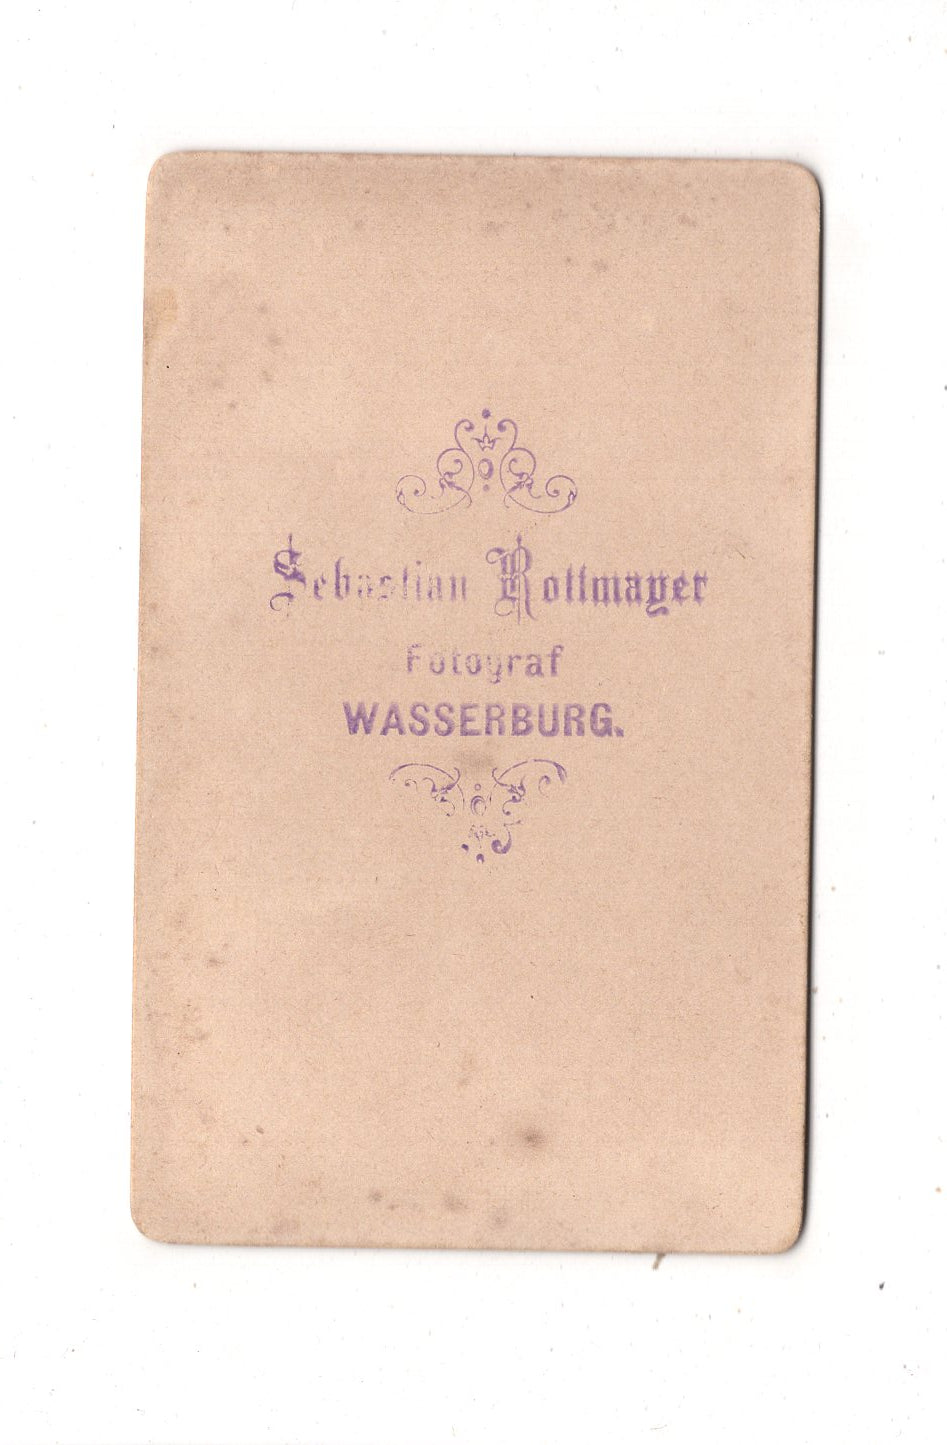 Sebastian Rottmayer
Fotograf
WASSERBURG.